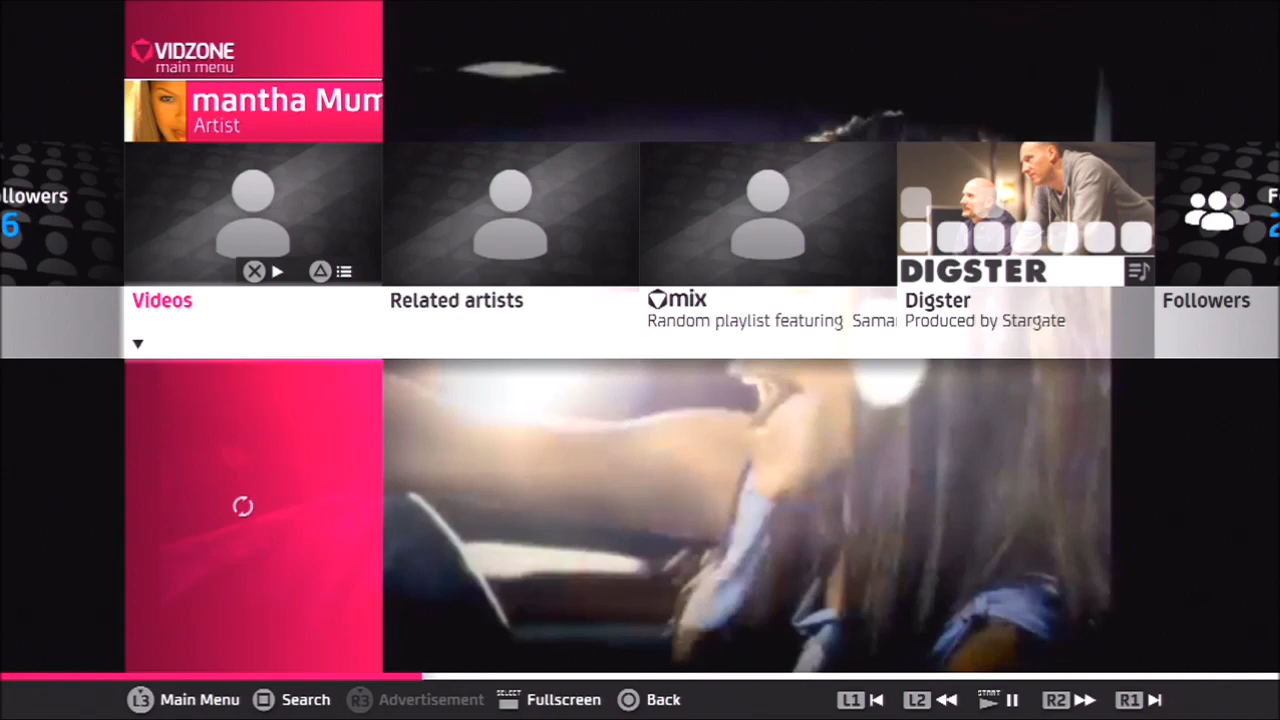 VIDZONE
main menu
mantha Mum
Artist
llowers
6
DIGSTER
Videos
Related artists
mix
Random playlist featuring Samar
Digster
Produced by Stargate
Followers
L3 Main Menu
Search
R3 Advertisement
SELECT
Fullscreen
Back
L1
L2
START
R2
R1